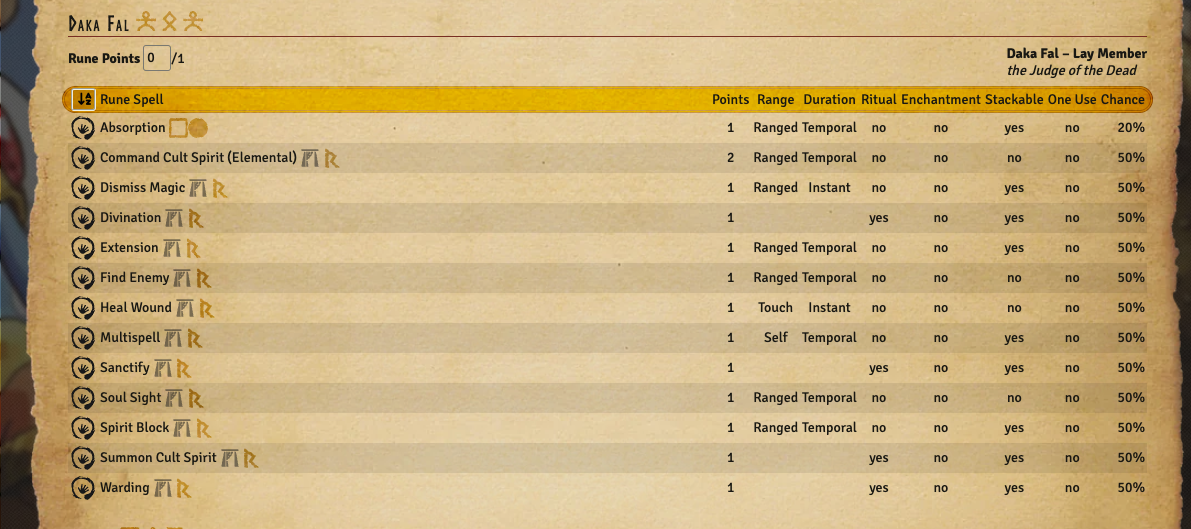 Daka Fal
Rune Points 0 /1
Daka Fal – Lay Member
the Judge of the Dead
Rune Spell Points Range Duration Ritual Enchantment Stackable One Use Chance
Absorption 1 Ranged Temporal no no yes no 20%
Command Cult Spirit (Elemental) 2 Ranged Temporal no no no no 50%
Dismiss Magic 1 Ranged Instant no no yes no 50%
Divination 1 yes no yes no 50%
Extension 1 Ranged Temporal no no yes no 50%
Find Enemy 1 Ranged Temporal no no no no 50%
Heal Wound 1 Touch Instant no no no no 50%
Multispell 1 Self Temporal no no yes no 50%
Sanctify 1 yes no yes no 50%
Soul Sight 1 Ranged Temporal no no no no 50%
Spirit Block 1 Ranged Temporal no no yes no 50%
Summon Cult Spirit 1 yes no yes no 50%
Warding 1 yes no yes no 50%